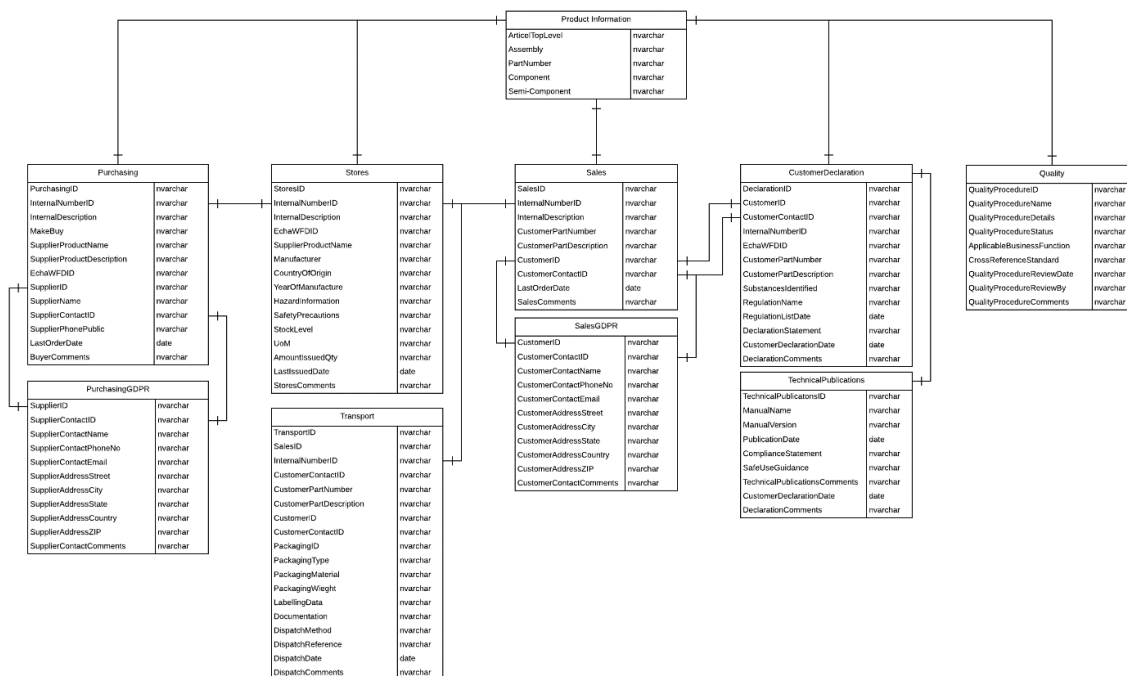 Product Information
ArticelTopLevel nvarchar
Assembly nvarchar
PartNumber nvarchar
Component nvarchar
Semi-Component nvarchar
Purchasing
PurchasingID nvarchar
InternalNumberID nvarchar
InternalDescription nvarchar
MakeBuy nvarchar
SupplierProductName nvarchar
SupplierProductDescription nvarchar
EchaWFDID nvarchar
SupplierID nvarchar
SupplierName nvarchar
SupplierContactID nvarchar
SupplierPhonePublic nvarchar
LastOrderDate date
BuyerComments nvarchar
PurchasingGDPR
SupplierID nvarchar
SupplierContactID nvarchar
SupplierContactName nvarchar
SupplierContactPhoneNo nvarchar
SupplierContactEmail nvarchar
SupplierAddressStreet nvarchar
SupplierAddressCity nvarchar
SupplierAddressState nvarchar
SupplierAddressCountry nvarchar
SupplierAddressZIP nvarchar
SupplierContactComments nvarchar
Stores
StoresID nvarchar
InternalNumberID nvarchar
InternalDescription nvarchar
EchaWFDID nvarchar
SupplierProductName nvarchar
Manufacturer nvarchar
CountryOfOrigin nvarchar
YearOfManufacture nvarchar
HazardInformation nvarchar
SafetyPrecautions nvarchar
StockLevel nvarchar
UoM nvarchar
AmountIssuedQty nvarchar
LastIssuedDate date
StoresComments nvarchar
Transport
TransportID nvarchar
SalesID nvarchar
InternalNumberID nvarchar
CustomerContactID nvarchar
CustomerPartNumber nvarchar
CustomerPartDescription nvarchar
CustomerID nvarchar
CustomerContactID nvarchar
PackagingID nvarchar
PackagingType nvarchar
PackagingMaterial nvarchar
PackagingWieght nvarchar
LabellingData nvarchar
Documentation nvarchar
DispatchMethod nvarchar
DispatchReference nvarchar
DispatchDate date
DispatchComments nvarchar
Sales
SalesID nvarchar
InternalNumberID nvarchar
InternalDescription nvarchar
CustomerPartNumber nvarchar
CustomerPartDescription nvarchar
CustomerID nvarchar
CustomerContactID nvarchar
LastOrderDate date
SalesComments nvarchar
SalesGDPR
CustomerID nvarchar
CustomerContactID nvarchar
CustomerContactName nvarchar
CustomerContactPhoneNo nvarchar
CustomerContactEmail nvarchar
CustomerAddressStreet nvarchar
CustomerAddressCity nvarchar
CustomerAddressState nvarchar
CustomerAddressCountry nvarchar
CustomerAddressZIP nvarchar
CustomerContactComments nvarchar
CustomerDeclaration
DeclarationID nvarchar
CustomerID nvarchar
CustomerContactID nvarchar
InternalNumberID nvarchar
EchaWFDID nvarchar
CustomerPartNumber nvarchar
CustomerPartDescription nvarchar
SubstancesIdentified nvarchar
RegulationName nvarchar
RegulationListDate date
DeclarationStatement nvarchar
CustomerDeclarationDate date
DeclarationComments nvarchar
TechnicalPublications
TechnicalPublicatonsID nvarchar
ManualName nvarchar
ManualVersion nvarchar
PublicationDate date
ComplianceStatement nvarchar
SafeUseGuidance nvarchar
TechnicalPublicationsComments nvarchar
CustomerDeclarationDate date
DeclarationComments nvarchar
Quality
QualityProcedureID nvarchar
QualityProcedureName nvarchar
QualityProcedureDetails nvarchar
QualityProcedureStatus nvarchar
ApplicableBusinessFunction nvarchar
CrossReferenceStandard nvarchar
QualityProcedureReviewDate nvarchar
QualityProcedureReviewBy nvarchar
QualityProcedureComments nvarchar